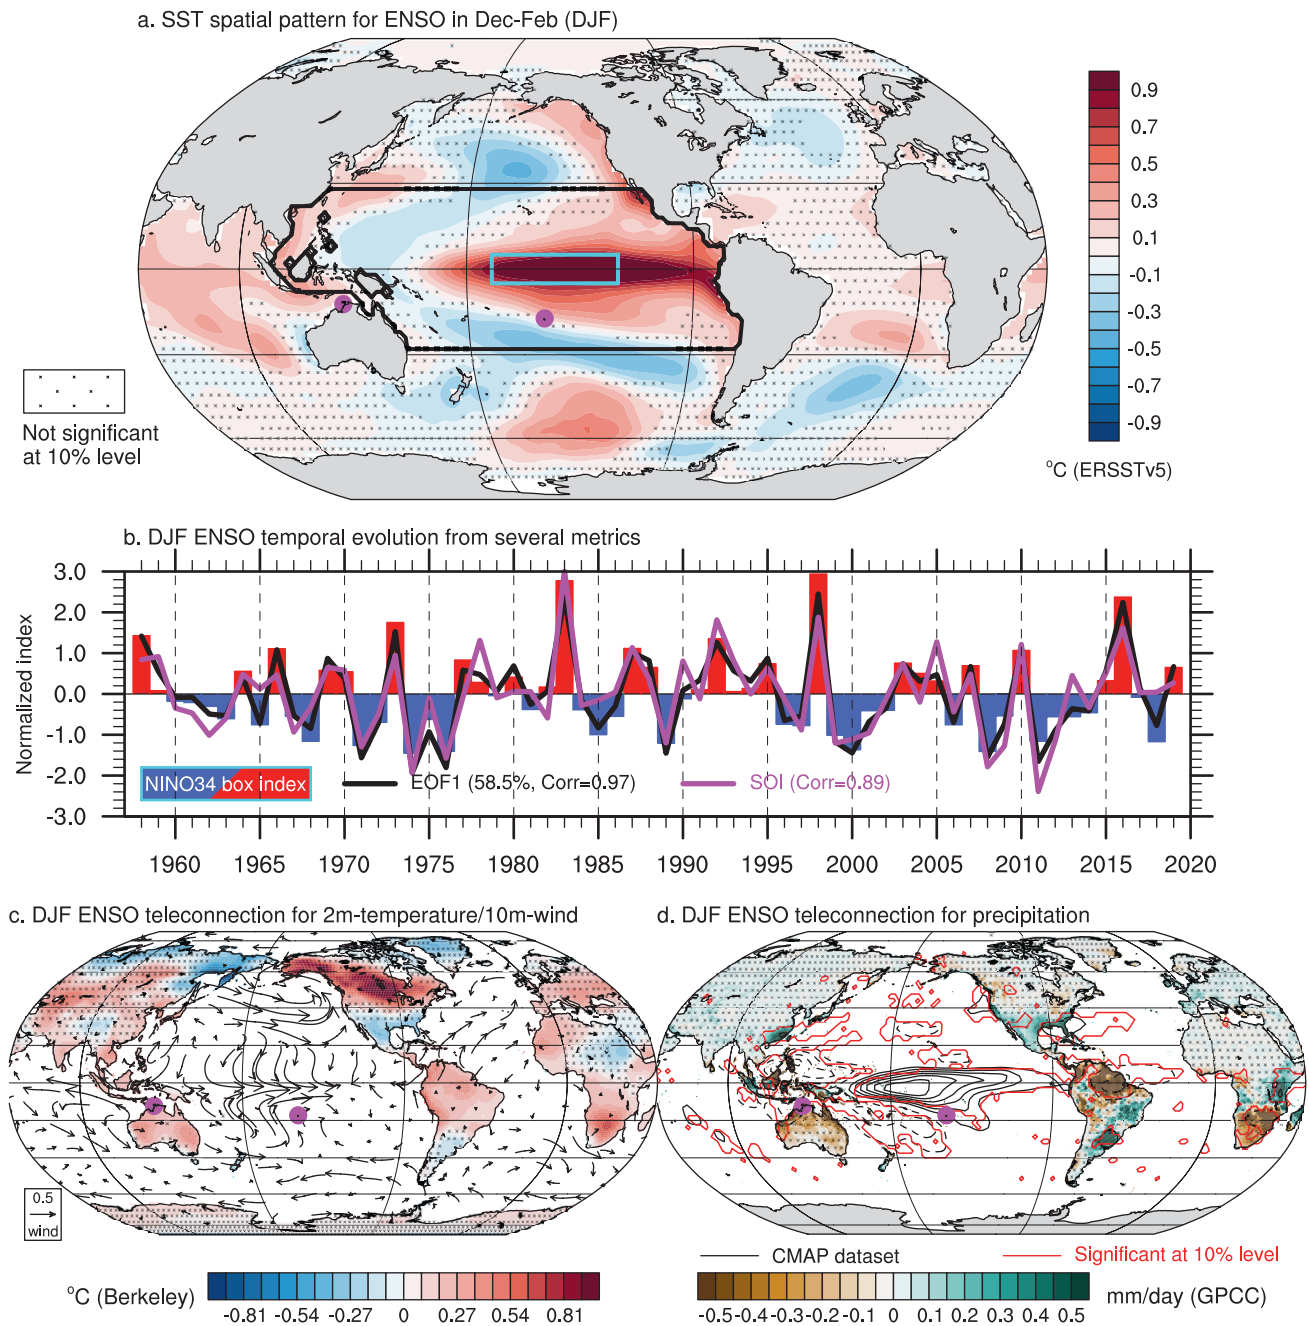 a. SST spatial pattern for ENSO in Dec-Feb (DJF)
0.9
0.7
0.5
0.3
0.1
-0.1
-0.3
-0.5
-0.7
-0.9
°C (ERSSTv5)
Not significant
at 10% level
b. DJF ENSO temporal evolution from several metrics
Normalized index
3.0
2.0
1.0
0.0
-1.0
-2.0
-3.0
NINO34 box index
EOF1 (58.5%, Corr=0.97)
SOI (Corr=0.89)
1960 1965 1970 1975 1980 1985 1990 1995 2000 2005 2010 2015 2020
c. DJF ENSO teleconnection for 2m-temperature/10m-wind
0.5
wind
°C (Berkeley)
-0.81 -0.54 -0.27 0 0.27 0.54 0.81
d. DJF ENSO teleconnection for precipitation
CMAP dataset
Significant at 10% level
-0.5 -0.4 -0.3 -0.2 -0.1 0 0.1 0.2 0.3 0.4 0.5
mm/day (GPCC)